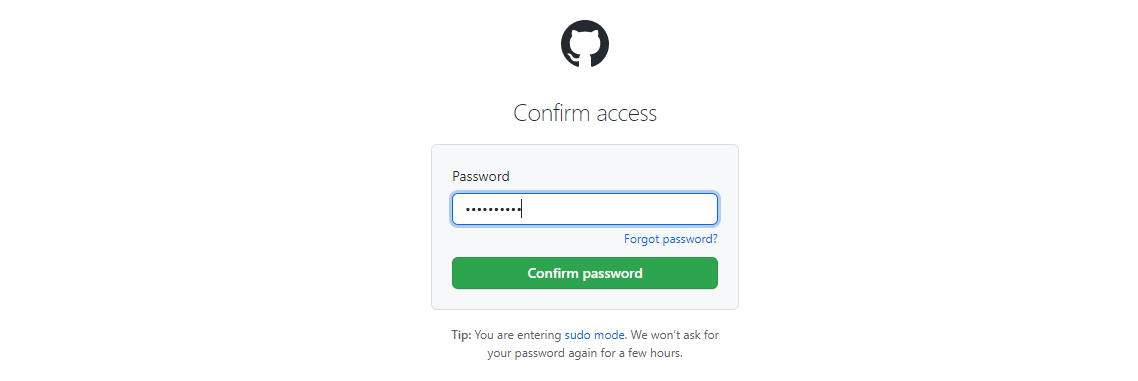 Confirm access
Password
••••••••••
Forgot password?
Confirm password
Tip: You are entering sudo mode. We won't ask for
your password again for a few hours.